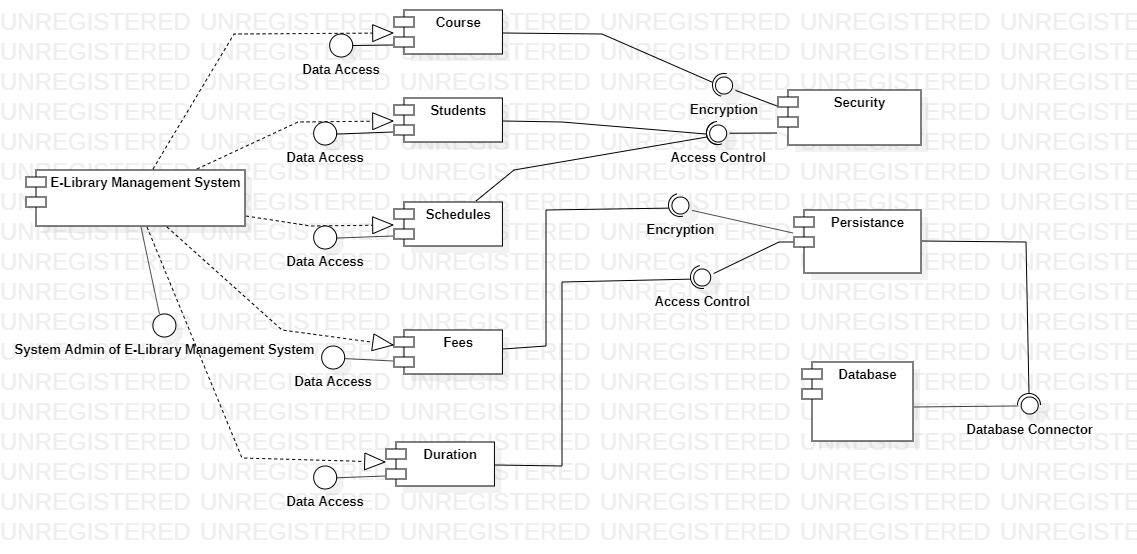 Course
Data Access
Encryption
Security
Students
Data Access
Access Control
E-Library Management System
Schedules
Data Access
Encryption
Persistance
Access Control
System Admin of E-Library Management System
Fees
Data Access
Database
Database Connector
Duration
Data Access
UNREGISTERED UNREGISTERED UNREGISTERED UNREGISTERED UNREGISTERED UNREGISTE